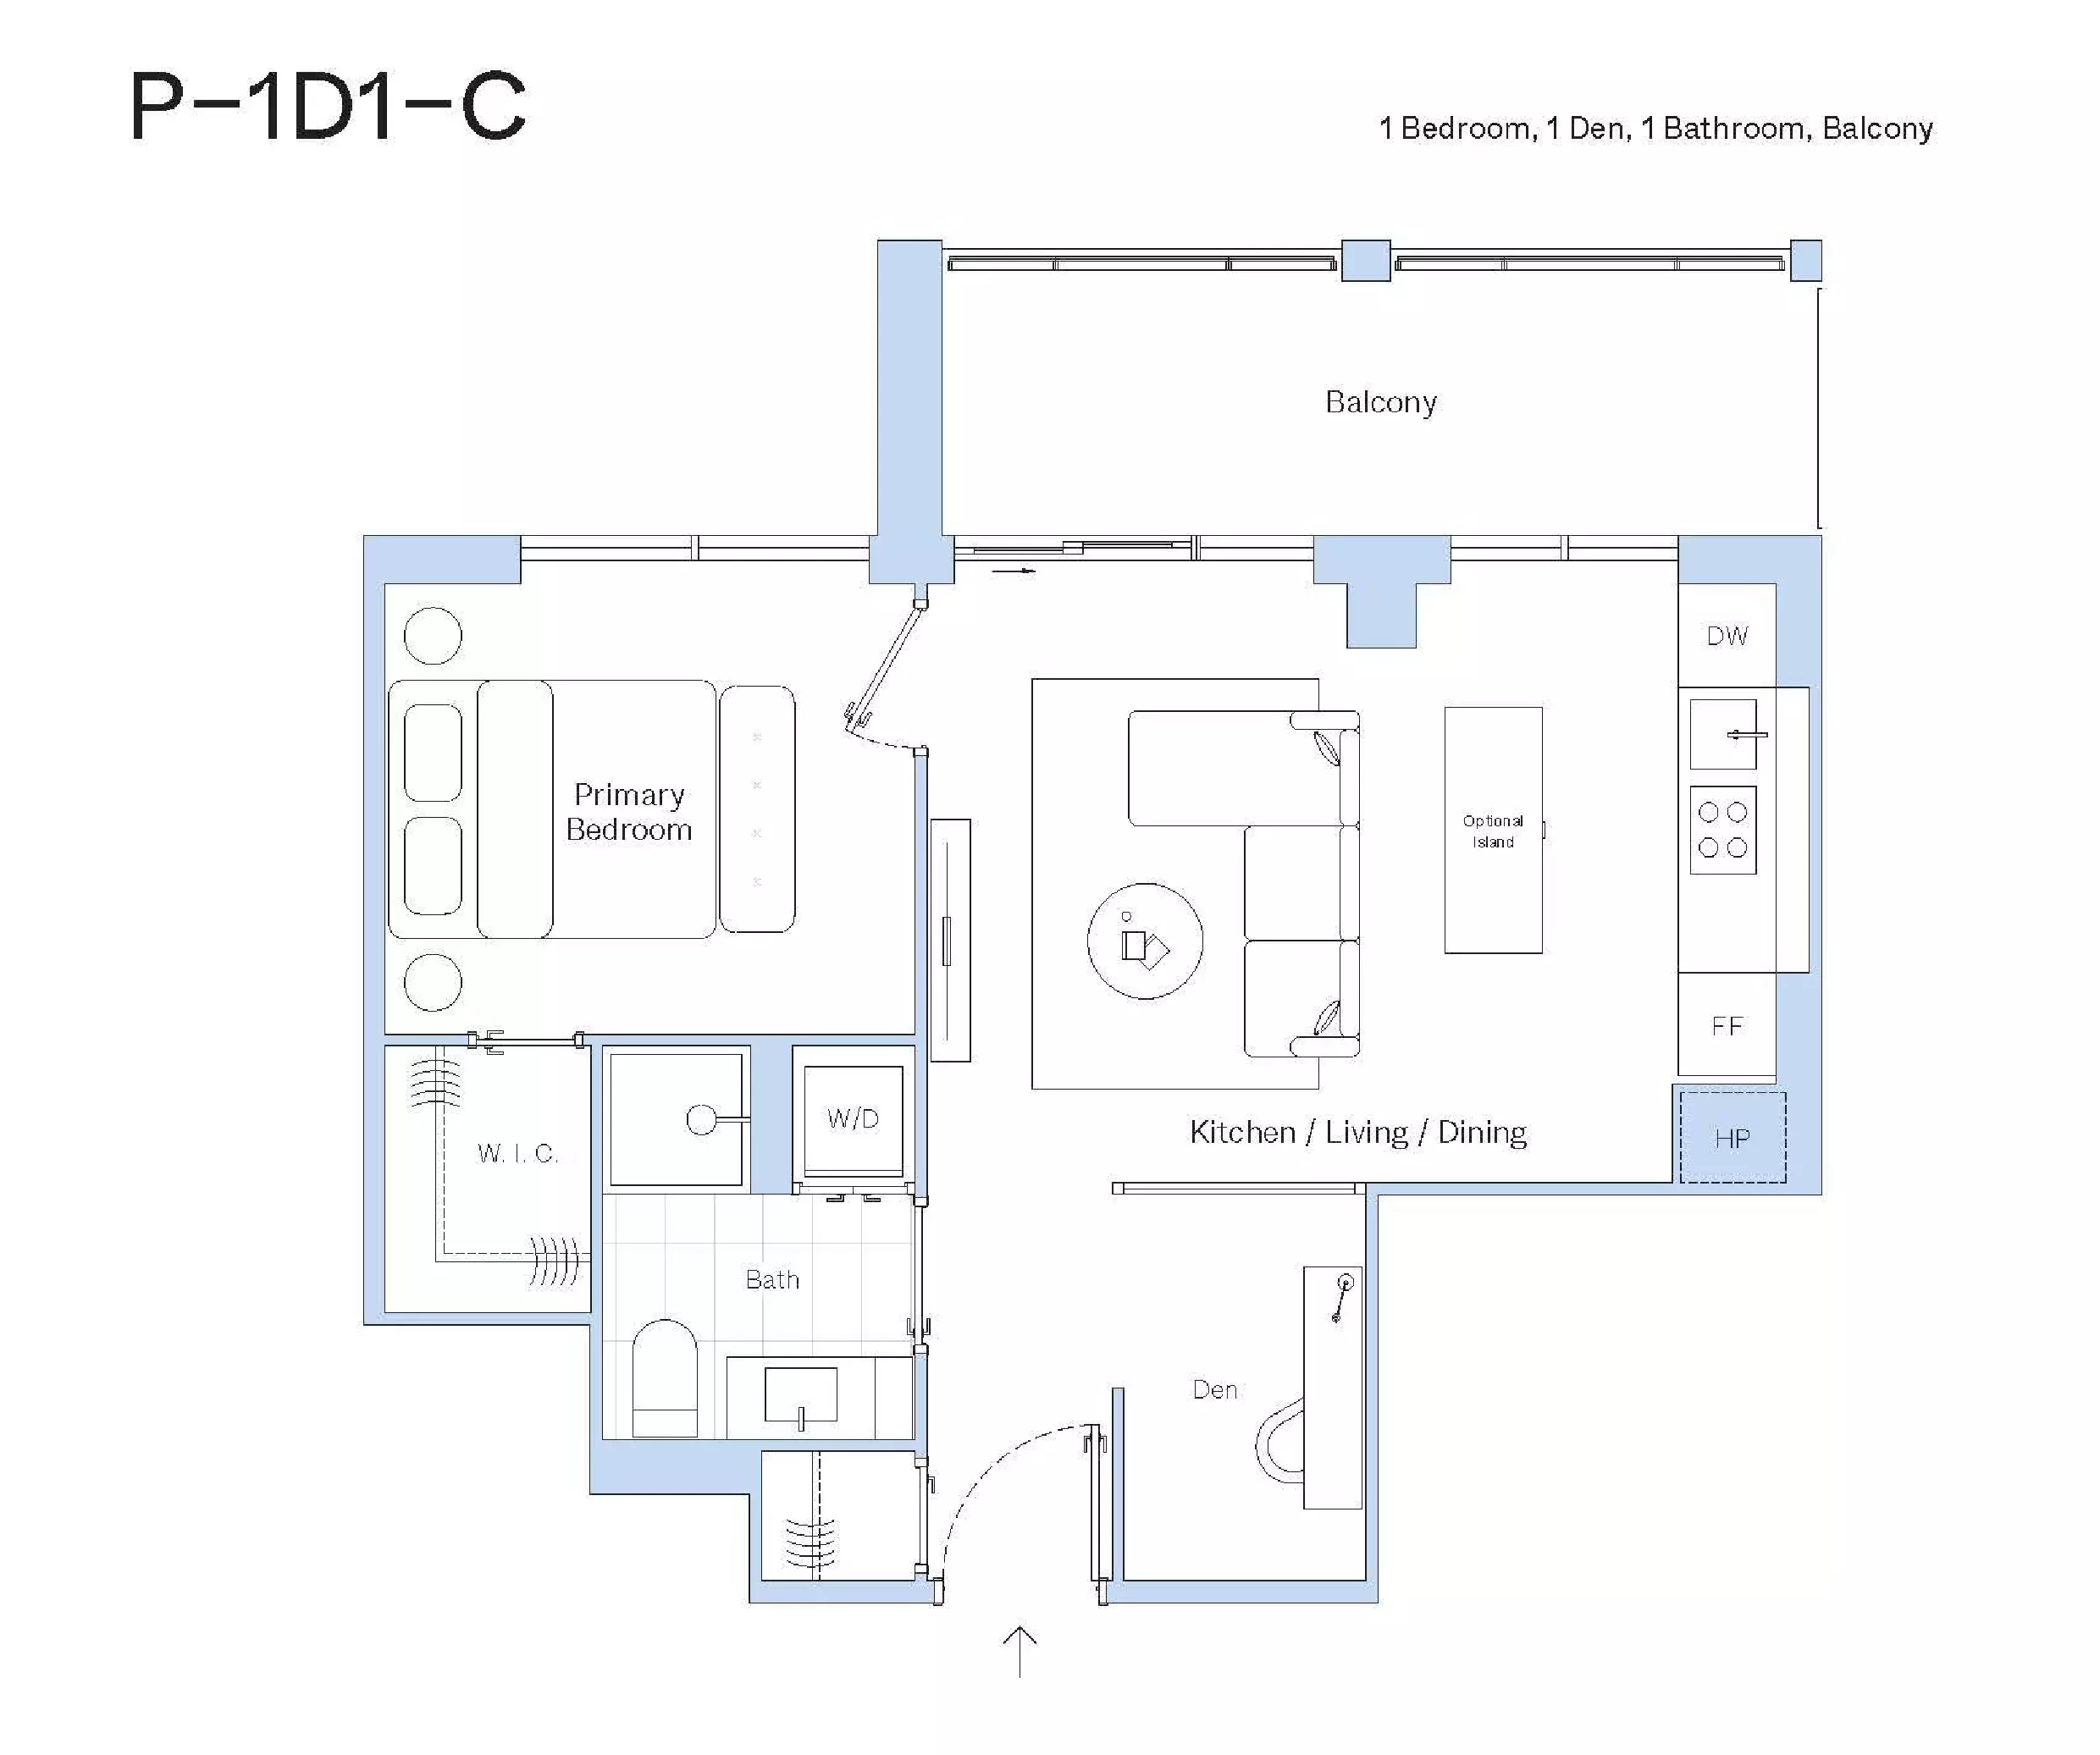 P–1D1–C
1 Bedroom, 1 Den, 1 Bathroom, Balcony
Balcony
DW
Primary
Bedroom
Optional
Island
FF
W/D
Kitchen / Living / Dining
HP
W. I. C.
Bath
Den